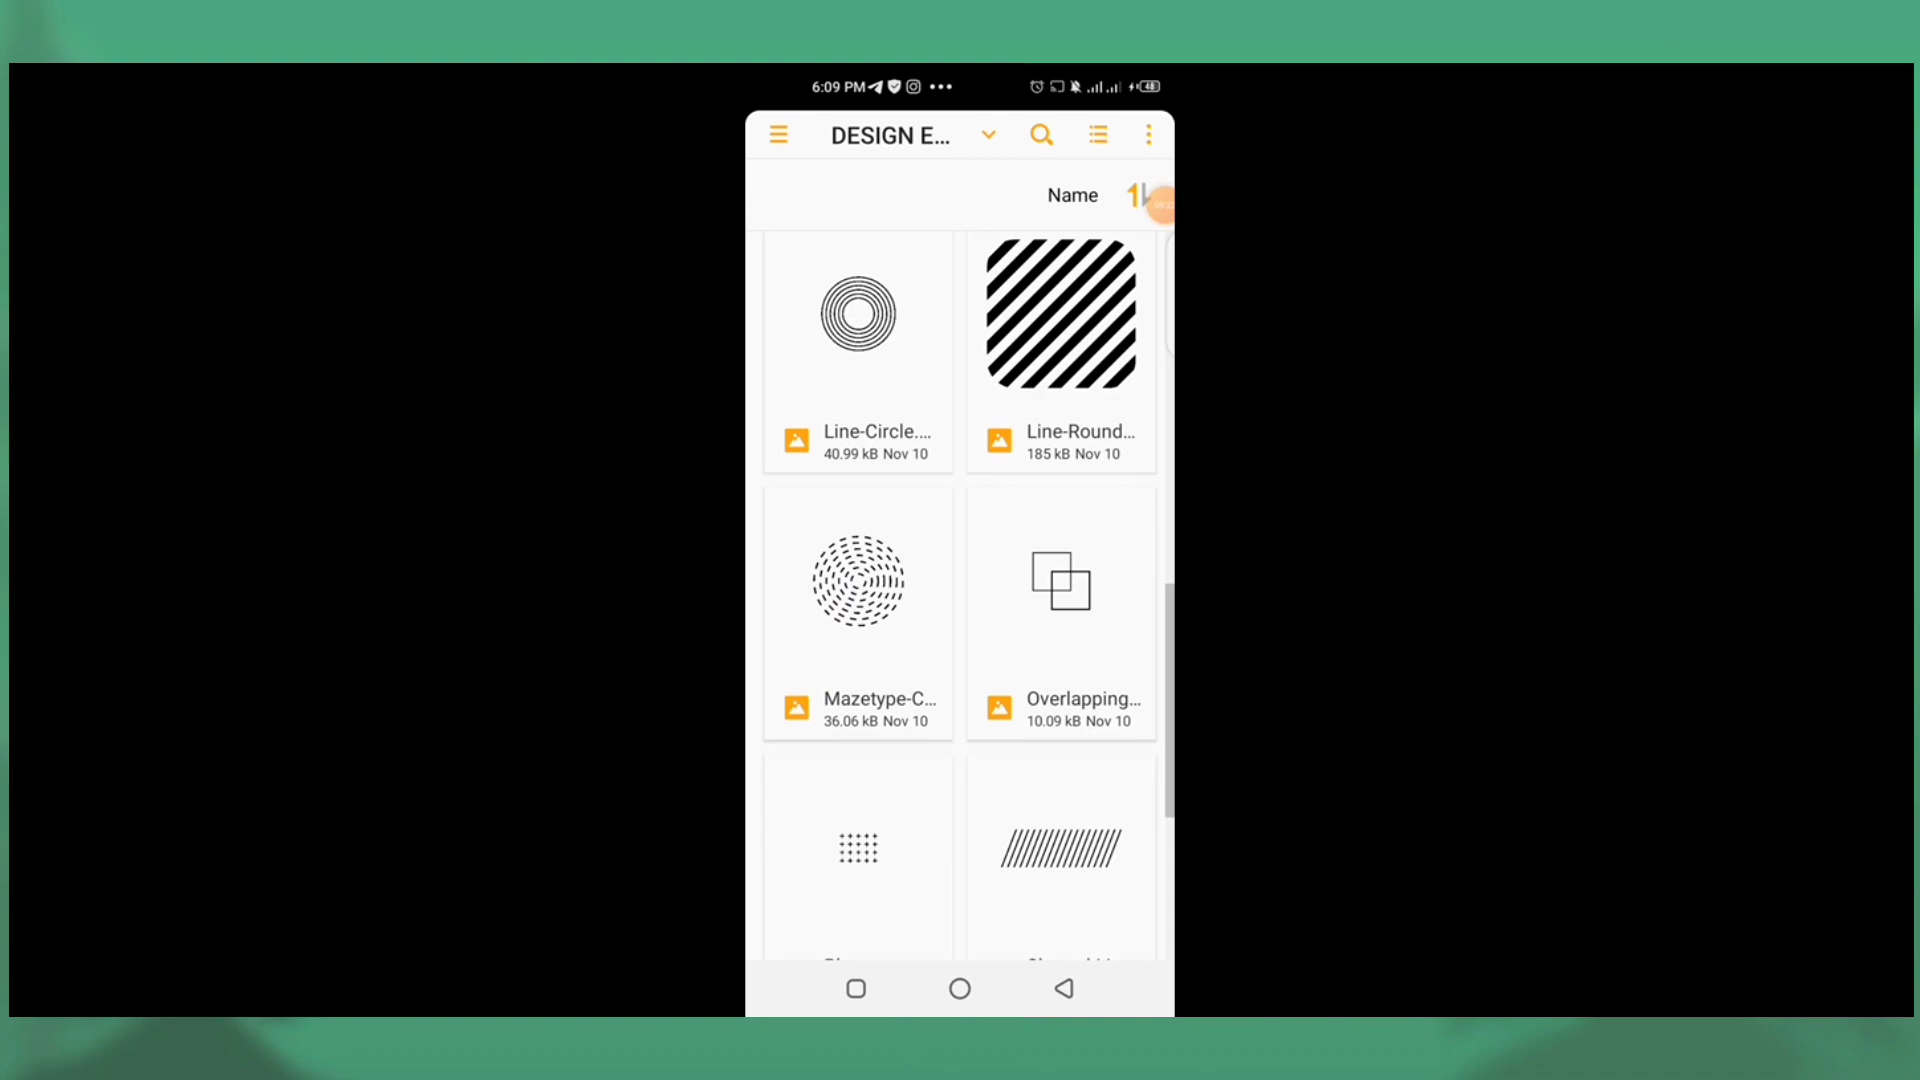 6:09 PM
48
DESIGN E...
Name
Line-Circle....
40.99 kB Nov 10
Line-Round...
185 kB Nov 10
Mazetype-C...
36.06 kB Nov 10
Overlapping...
10.09 kB Nov 10